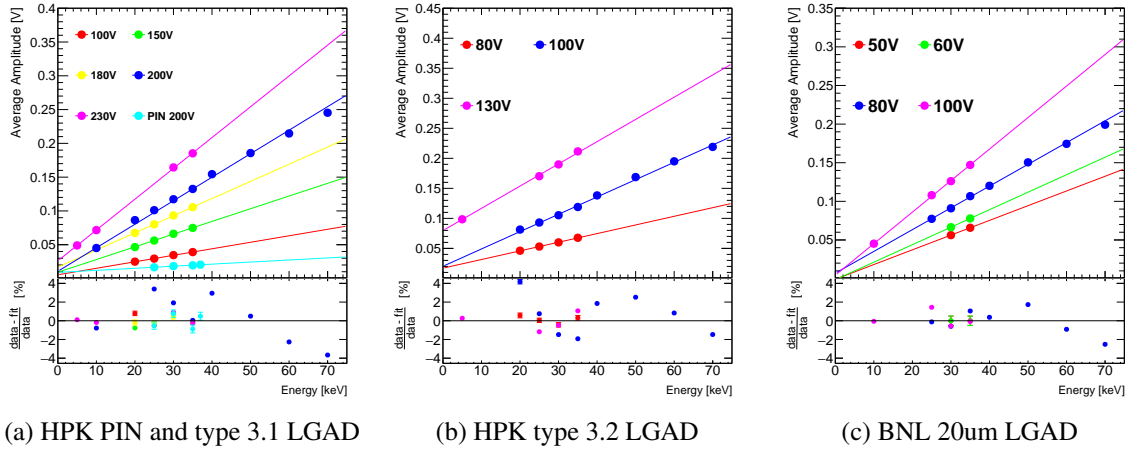 Average Amplitude [V]
0.4
0.35
0.3
0.25
0.2
0.15
0.1
0.05
100V 150V
180V 200V
230V PIN 200V
data - fit
data
[%]
4
2
0
−2
−4
0 10 20 30 40 50 60 70
Energy [keV]
(a) HPK PIN and type 3.1 LGAD
Average Amplitude [V]
0.45
0.4
0.35
0.3
0.25
0.2
0.15
0.1
0.05
0
80V 100V
130V
data - fit
data
[%]
4
2
0
−2
−4
0 10 20 30 40 50 60 70
Energy [keV]
(b) HPK type 3.2 LGAD
Average Amplitude [V]
0.35
0.3
0.25
0.2
0.15
0.1
0.05
50V 60V
80V 100V
data - fit
data
[%]
4
2
0
−2
−4
0 10 20 30 40 50 60 70
Energy [keV]
(c) BNL 20um LGAD